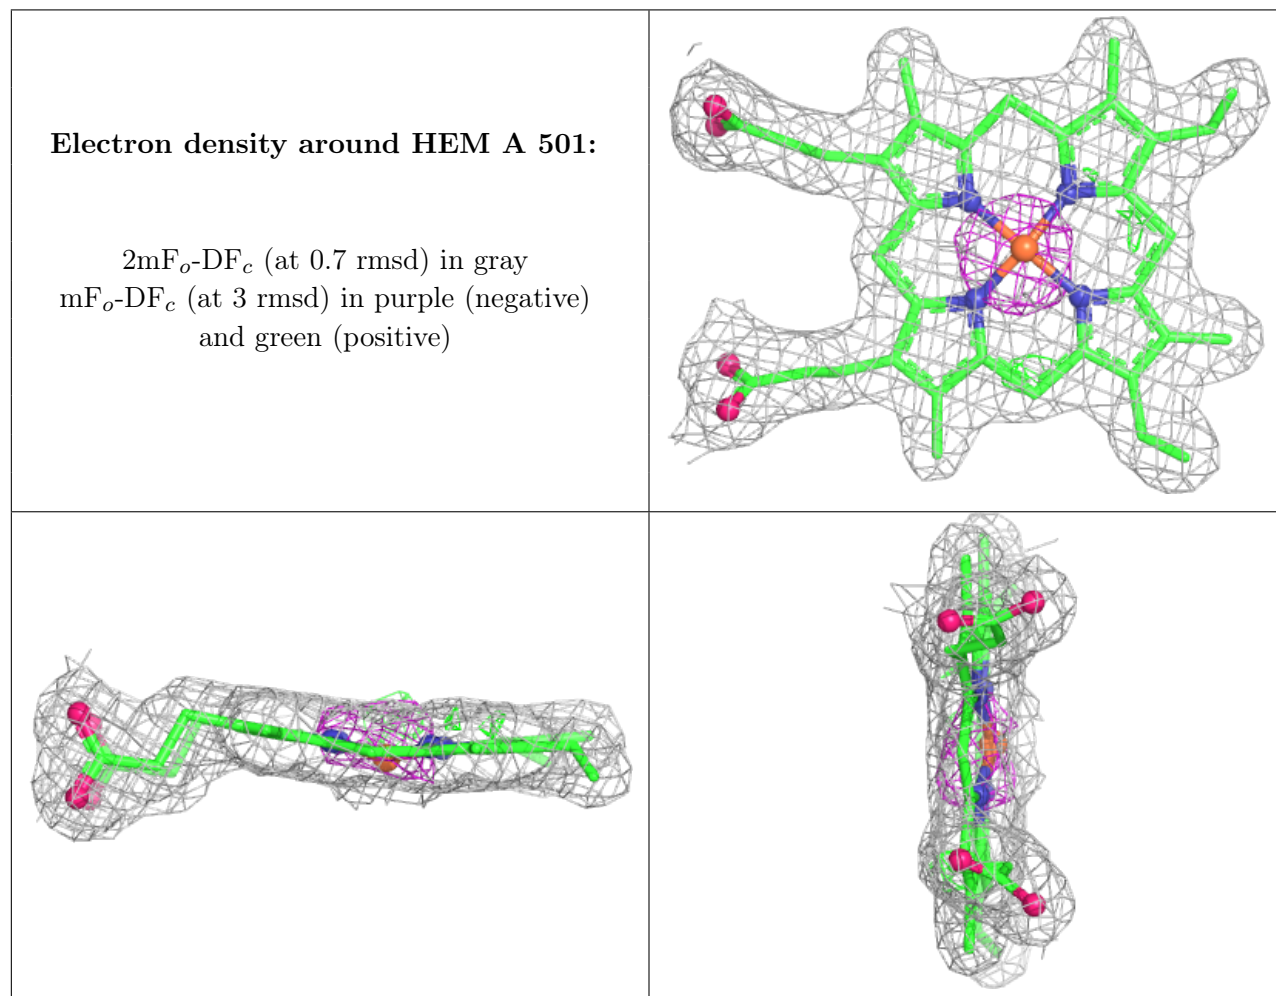 Electron density around HEM A 501:
2mFₒ-DF𝒸 (at 0.7 rmsd) in gray
mFₒ-DF𝒸 (at 3 rmsd) in purple (negative)
and green (positive)